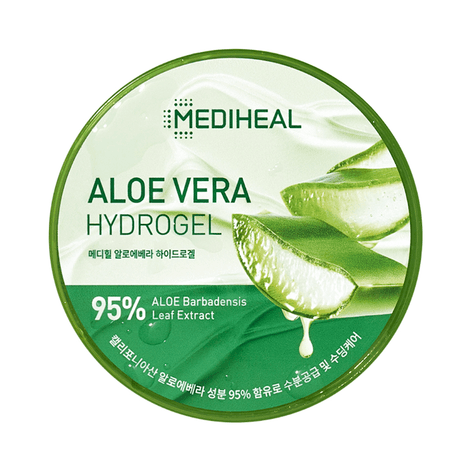 MEDIHEAL
ALOE VERA
HYDROGEL
메디힐 알로에베라 하이드로겔
95% ALOE Barbadensis
Leaf Extract
캘리포니아산 알로에베라 성분 95% 함유로 수분공급 및 수딩케어